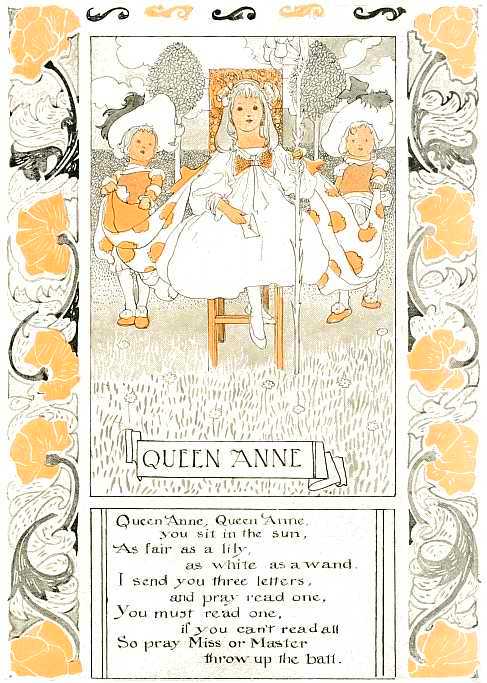 QUEEN ANNE
Queen Anne, Queen Anne,
you sit in the sun,
As fair as a lily,
as white as a wand.
I send you three letters,
and pray read one,
You must read one,
if you can't read all
So pray Miss or Master
throw up the ball.